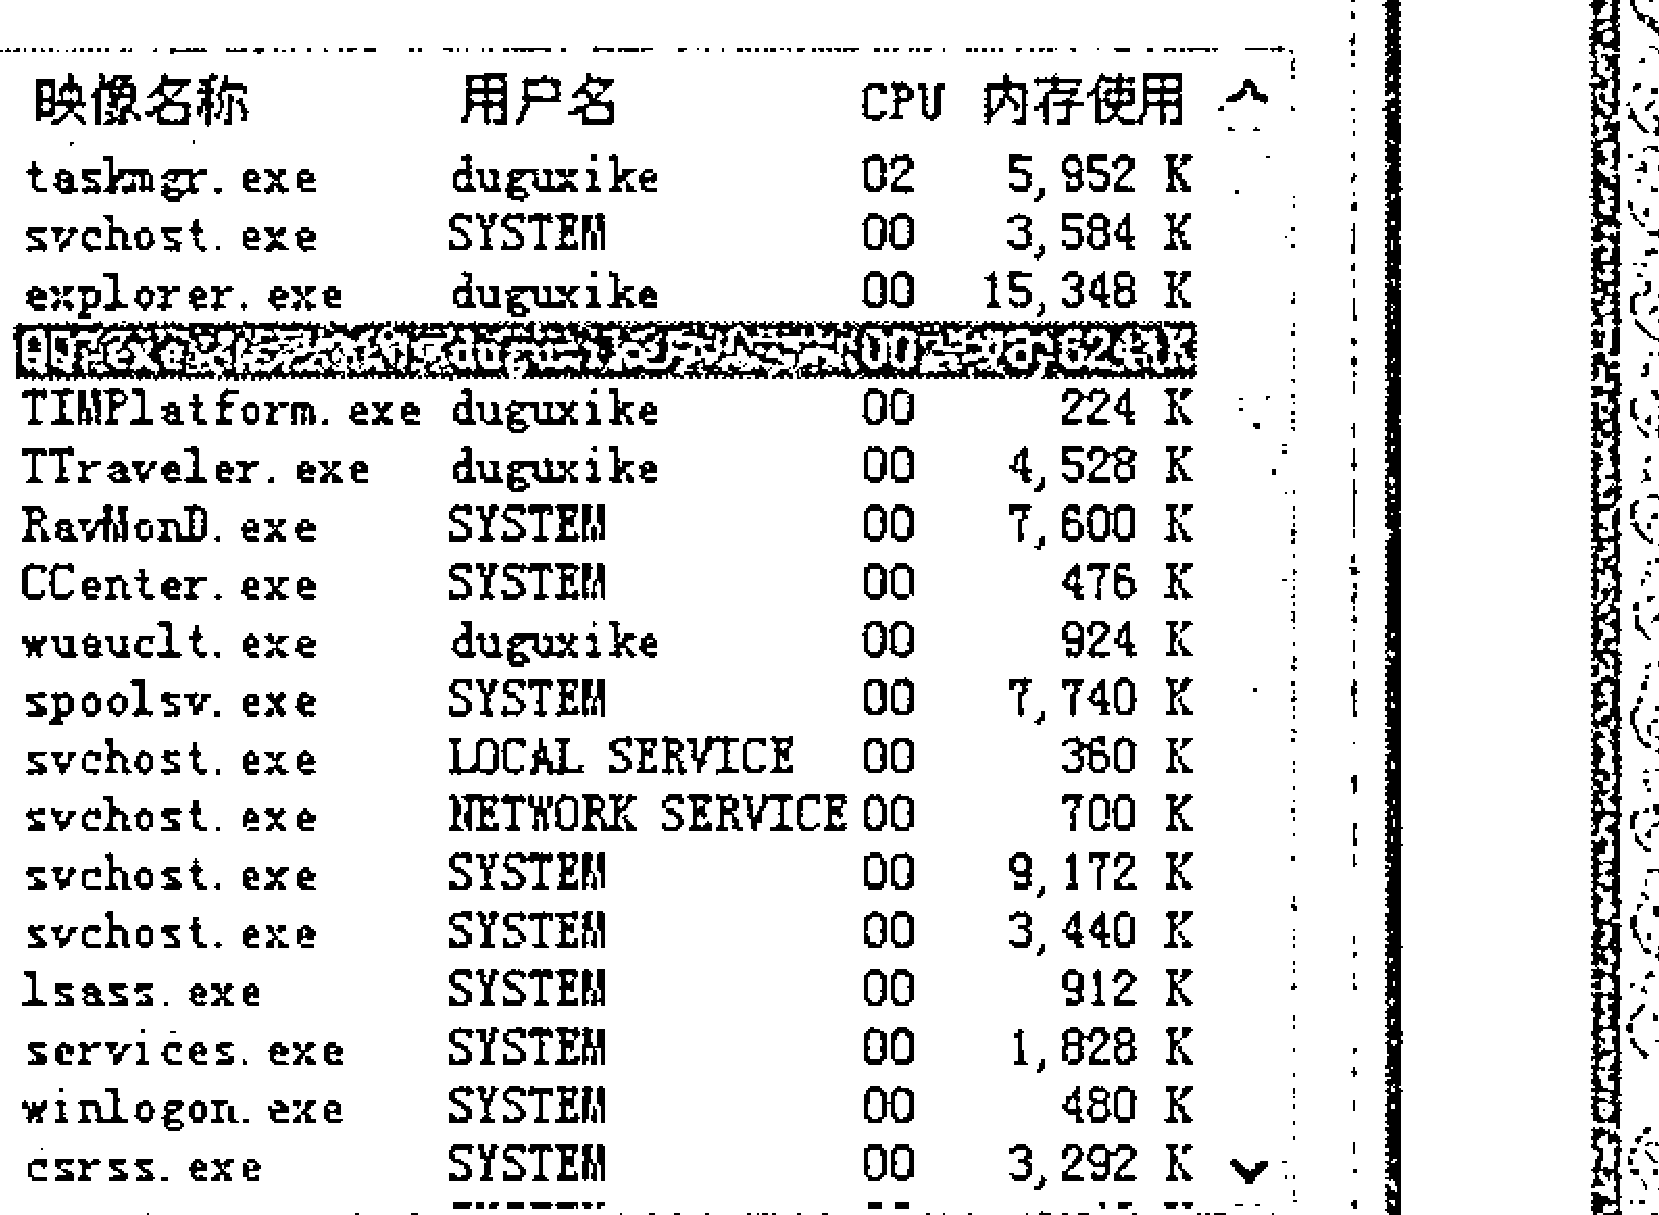 映像名称 用户名 CPU 内存使用
taskmgr.exe duguxike 02 5,952 K
svchost.exe SYSTEM 00 3,584 K
explorer.exe duguxike 00 15,348 K
.exe 00 624 K
TIMPlatform.exe duguxike 00 224 K
TTraveler.exe duguxike 00 4,528 K
RavMonD.exe SYSTEM 00 7,600 K
CCenter.exe SYSTEM 00 476 K
wuauclt.exe duguxike 00 924 K
spoolsv.exe SYSTEM 00 7,740 K
svchost.exe LOCAL SERVICE 00 360 K
svchost.exe NETWORK SERVICE 00 700 K
svchost.exe SYSTEM 00 9,172 K
svchost.exe SYSTEM 00 3,440 K
lsass.exe SYSTEM 00 912 K
services.exe SYSTEM 00 1,828 K
winlogon.exe SYSTEM 00 480 K
csrss.exe SYSTEM 00 3,292 K